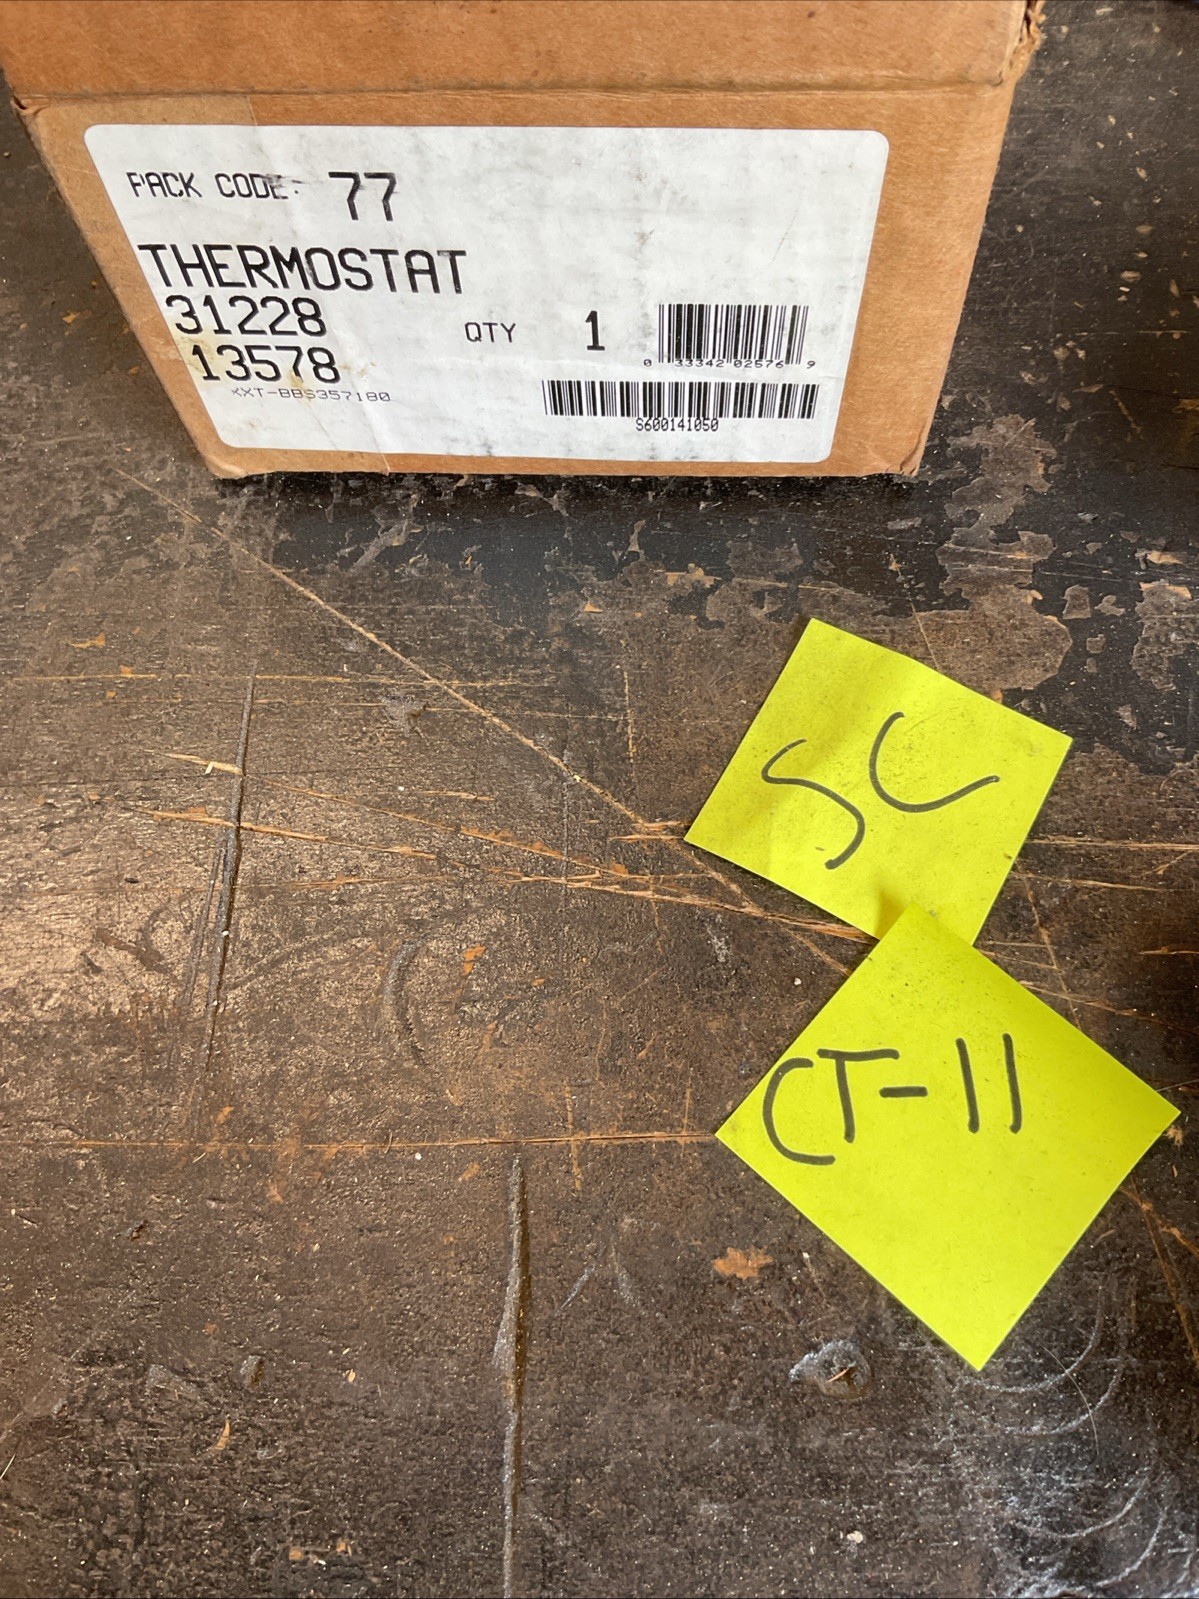 PACK CODE: 77
THERMOSTAT
31228
13578
QTY 1
0 33342 02576 9
XXT-BBS357180
S600141050
SC
CT-11